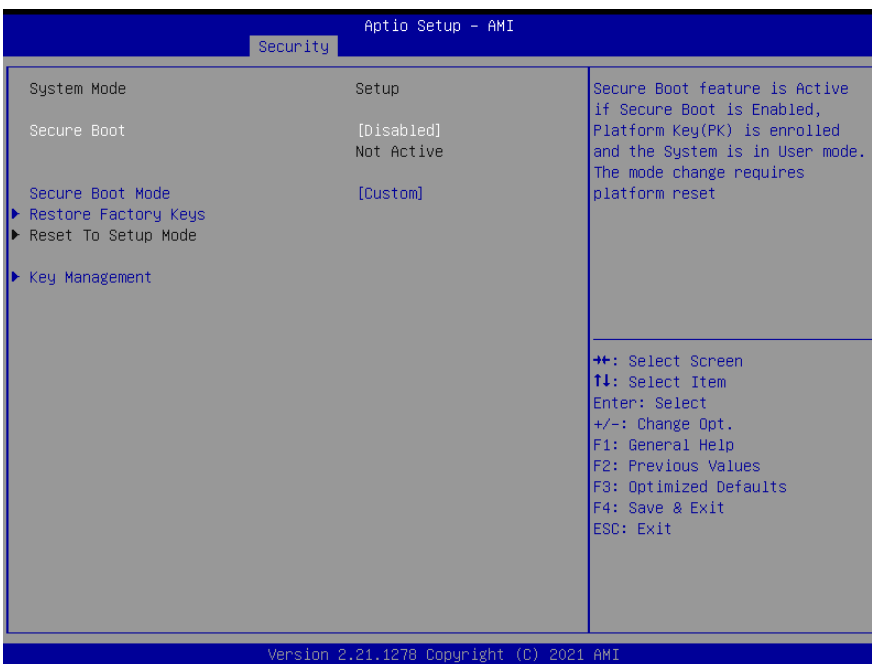 Aptio Setup - AMI
Security
System Mode Setup
Secure Boot [Disabled]
Not Active
Secure Boot Mode [Custom]
Restore Factory Keys
Reset To Setup Mode
Key Management
Secure Boot feature is Active
if Secure Boot is Enabled,
Platform Key(PK) is enrolled
and the System is in User mode.
The mode change requires
platform reset
→←: Select Screen
↑↓: Select Item
Enter: Select
+/-: Change Opt.
F1: General Help
F2: Previous Values
F3: Optimized Defaults
F4: Save & Exit
ESC: Exit
Version 2.21.1278 Copyright (C) 2021 AMI